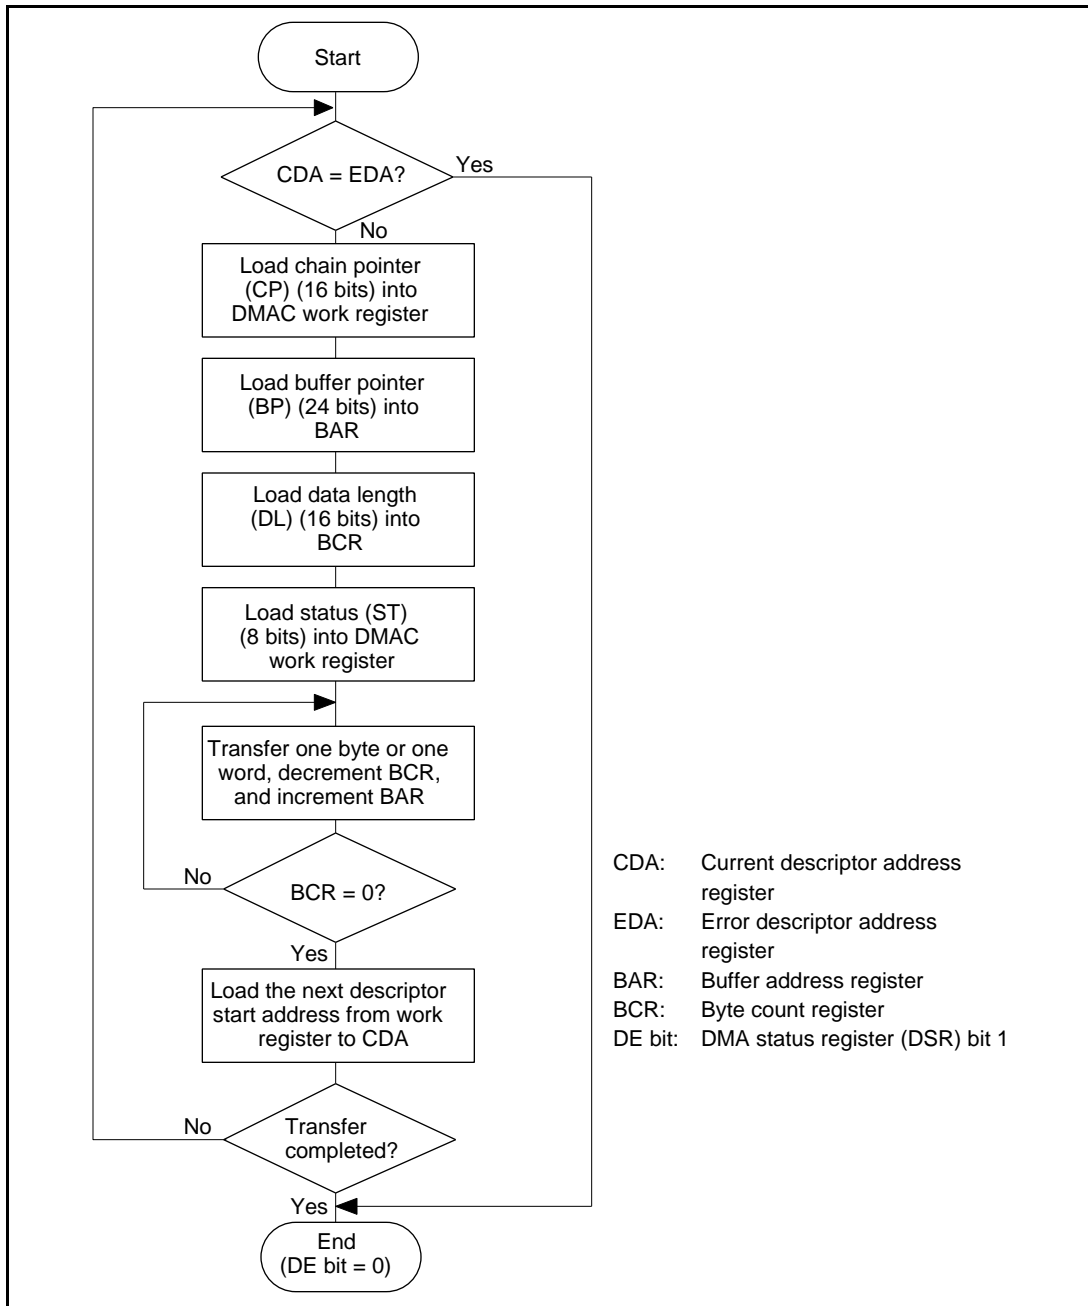 Start
CDA = EDA?
Yes
No
Load chain pointer
(CP) (16 bits) into
DMAC work register
Load buffer pointer
(BP) (24 bits) into
BAR
Load data length
(DL) (16 bits) into
BCR
Load status (ST)
(8 bits) into DMAC
work register
Transfer one byte or one
word, decrement BCR,
and increment BAR
No
BCR = 0?
Yes
Load the next descriptor
start address from work
register to CDA
No
Transfer
completed?
Yes
End
(DE bit = 0)
CDA: Current descriptor address
register
EDA: Error descriptor address
register
BAR: Buffer address register
BCR: Byte count register
DE bit: DMA status register (DSR) bit 1